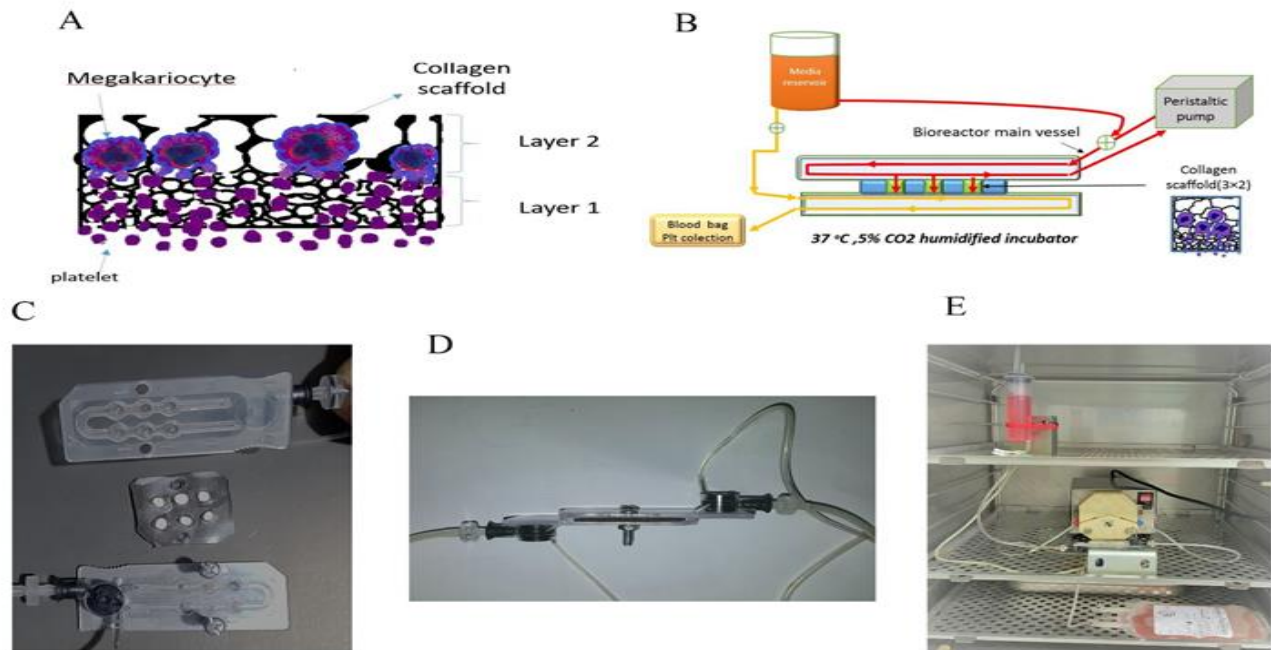 A
Megakariocyte
Collagen
scaffold
Layer 2
Layer 1
platelet
B
Media
reservoir
Peristaltic
pump
Bioreactor main vessel
Collagen
scaffold(3×2)
Blood bag
Plt colection
37 °C ,5% CO2 humidified incubator
C
D
E